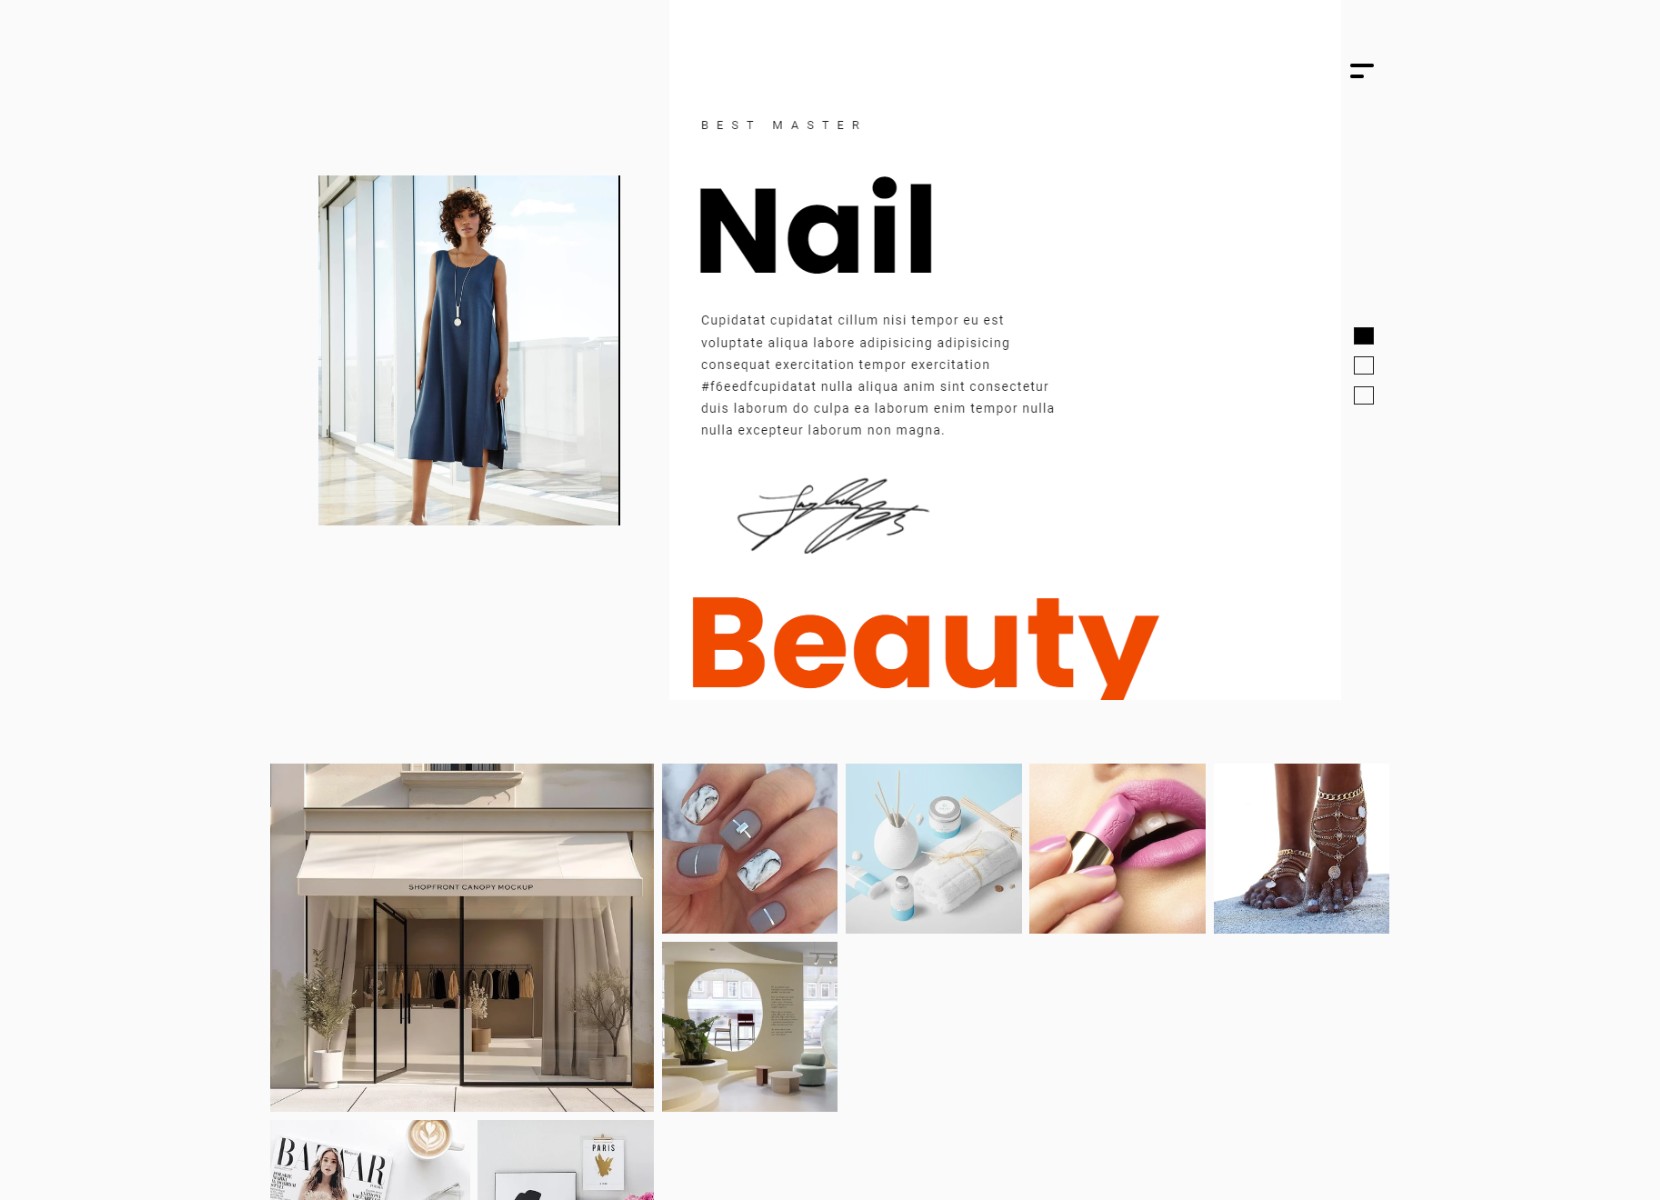 BEST MASTER
Nail
Cupidatat cupidatat cillum nisi tempor eu est
voluptate aliqua labore adipisicing adipisicing
consequat exercitation tempor exercitation
#f6eedfcupidatat nulla aliqua anim sint consectetur
duis laborum do culpa ea laborum enim tempor nulla
nulla excepteur laborum non magna.
Beauty
SHOPFRONT CANOPY MOCKUP
PARIS